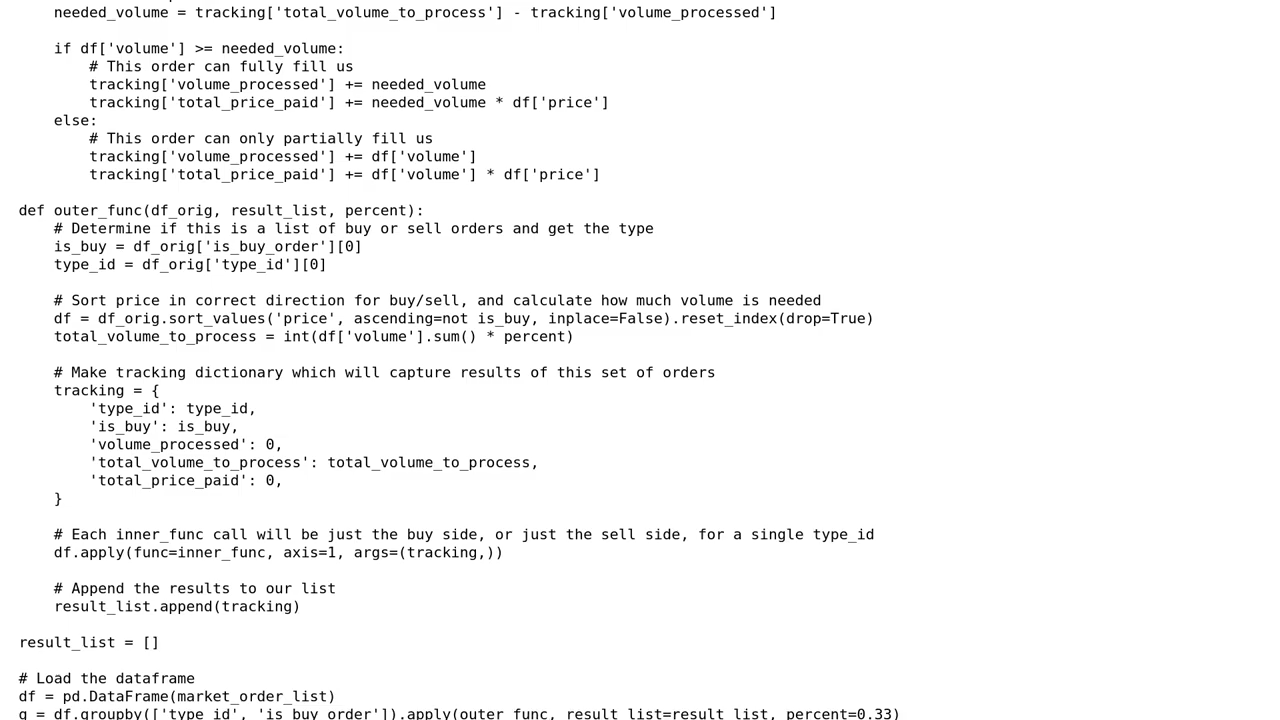 needed_volume = tracking['total_volume_to_process'] - tracking['volume_processed']

    if df['volume'] >= needed_volume:
        # This order can fully fill us
        tracking['volume_processed'] += needed_volume
        tracking['total_price_paid'] += needed_volume * df['price']
    else:
        # This order can only partially fill us
        tracking['volume_processed'] += df['volume']
        tracking['total_price_paid'] += df['volume'] * df['price']

def outer_func(df_orig, result_list, percent):
    # Determine if this is a list of buy or sell orders and get the type
    is_buy = df_orig['is_buy_order'][0]
    type_id = df_orig['type_id'][0]

    # Sort price in correct direction for buy/sell, and calculate how much volume is needed
    df = df_orig.sort_values('price', ascending=not is_buy, inplace=False).reset_index(drop=True)
    total_volume_to_process = int(df['volume'].sum() * percent)

    # Make tracking dictionary which will capture results of this set of orders
    tracking = {
        'type_id': type_id,
        'is_buy': is_buy,
        'volume_processed': 0,
        'total_volume_to_process': total_volume_to_process,
        'total_price_paid': 0,
    }

    # Each inner_func call will be just the buy side, or just the sell side, for a single type_id
    df.apply(func=inner_func, axis=1, args=(tracking,))

    # Append the results to our list
    result_list.append(tracking)

result_list = []

# Load the dataframe
df = pd.DataFrame(market_order_list)
g = df.groupby(['type_id', 'is_buy_order']).apply(outer_func, result_list=result_list, percent=0.33)